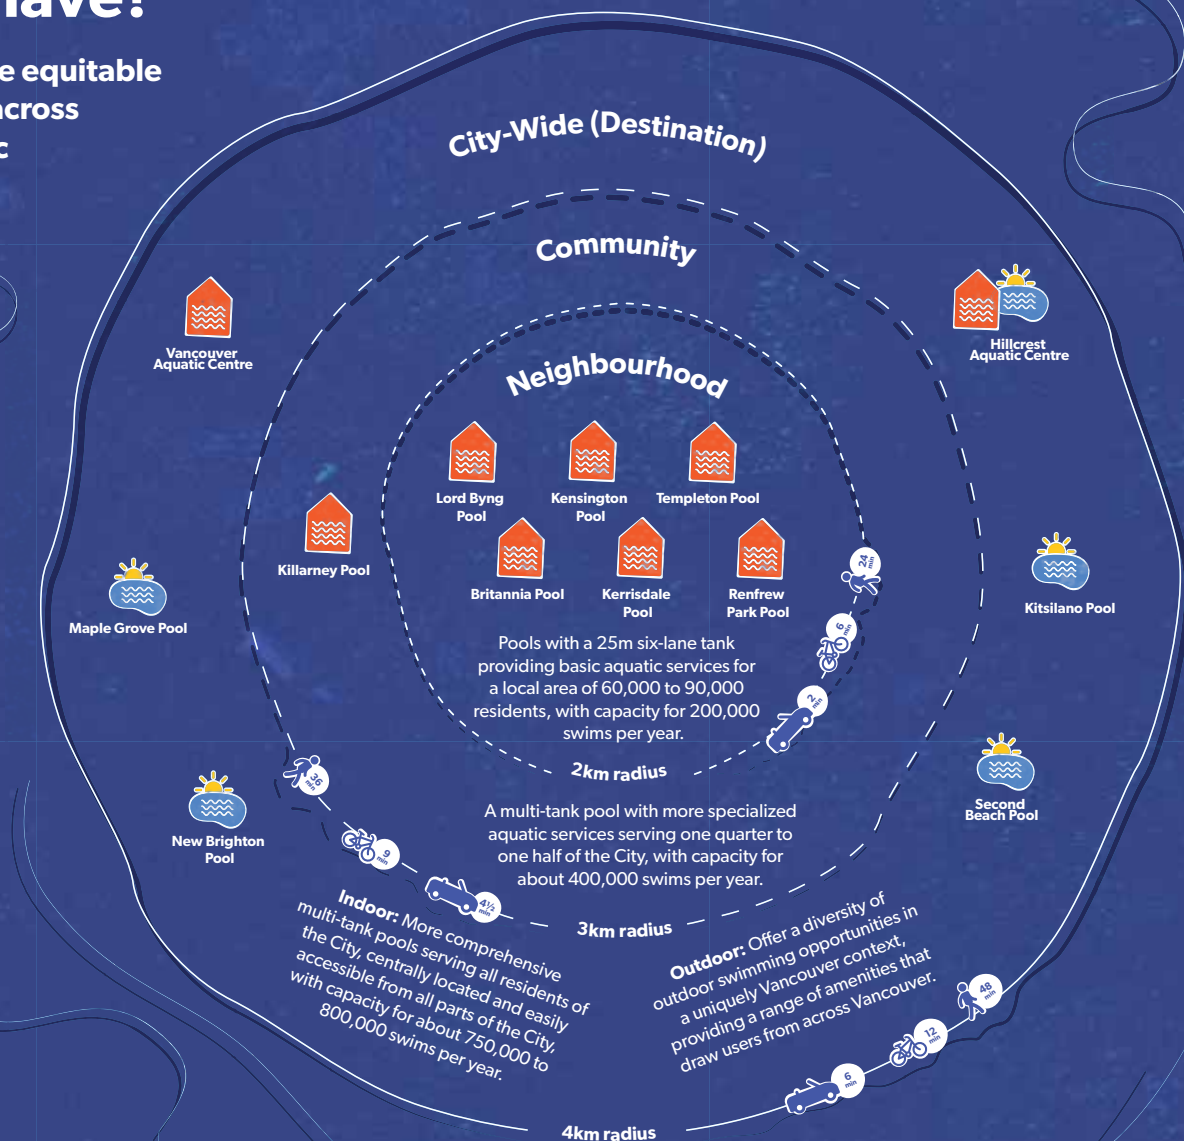 have?
e equitable
across
c
City-Wide (Destination)
Community
Neighbourhood
Vancouver
Aquatic Centre
Hillcrest
Aquatic Centre
Lord Byng
Pool
Kensington
Pool
Templeton Pool
Killarney Pool
Britannia Pool
Kerrisdale
Pool
Renfrew
Park Pool
Maple Grove Pool
Kitsilano Pool
24
min
6
min
2
min
Pools with a 25m six-lane tank
providing basic aquatic services for
a local area of 60,000 to 90,000
residents, with capacity for 200,000
swims per year.
2km radius
New Brighton
Pool
Second
Beach Pool
36
min
9
min
4½
min
A multi-tank pool with more specialized
aquatic services serving one quarter to
one half of the City, with capacity for
about 400,000 swims per year.
3km radius
Indoor: More comprehensive
multi-tank pools serving all residents of
the City, centrally located and easily
accessible from all parts of the City,
with capacity for about 750,000 to
800,000 swims per year.
Outdoor: Offer a diversity of
outdoor swimming opportunities in
a uniquely Vancouver context,
providing a range of amenities that
draw users from across Vancouver.
48
min
12
min
6
min
4km radius